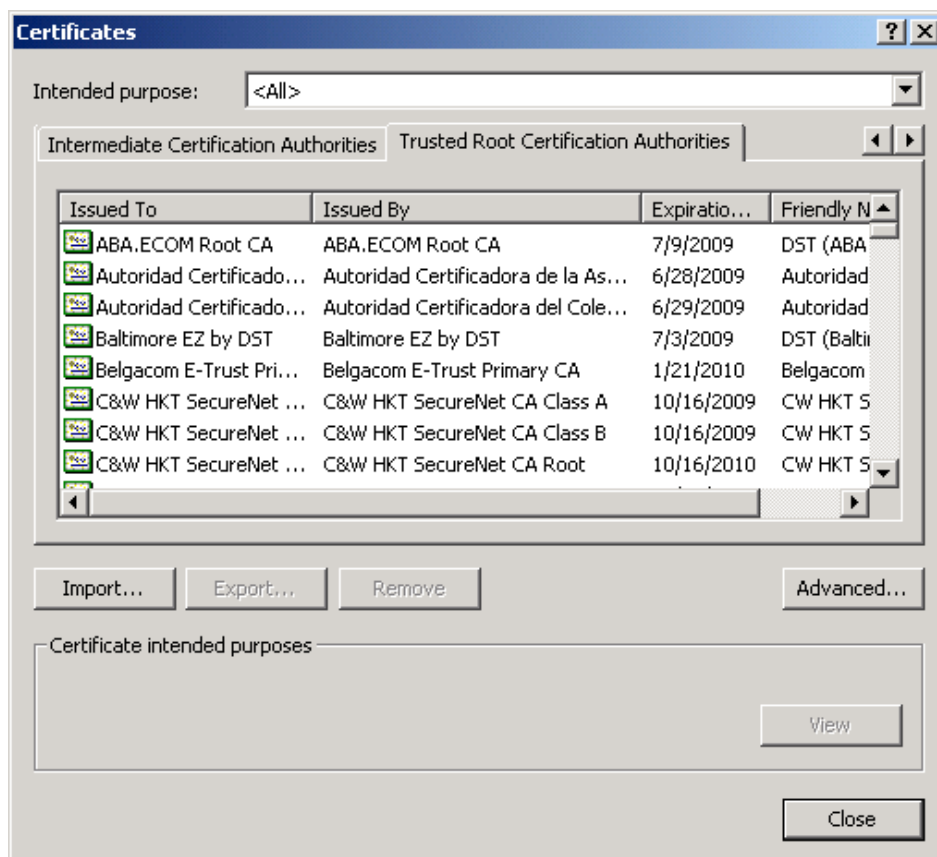 Certificates
Intended purpose: <All>
Intermediate Certification Authorities Trusted Root Certification Authorities
Issued To Issued By Expiratio... Friendly N
ABA.ECOM Root CA ABA.ECOM Root CA 7/9/2009 DST (ABA
Autoridad Certificado... Autoridad Certificadora de la As... 6/28/2009 Autoridad
Autoridad Certificado... Autoridad Certificadora del Cole... 6/29/2009 Autoridad
Baltimore EZ by DST Baltimore EZ by DST 7/3/2009 DST (Balti
Belgacom E-Trust Pri... Belgacom E-Trust Primary CA 1/21/2010 Belgacom
C&W HKT SecureNet ... C&W HKT SecureNet CA Class A 10/16/2009 CW HKT S
C&W HKT SecureNet ... C&W HKT SecureNet CA Class B 10/16/2009 CW HKT S
C&W HKT SecureNet ... C&W HKT SecureNet CA Root 10/16/2010 CW HKT S
Import... Export... Remove Advanced...
Certificate intended purposes
View
Close